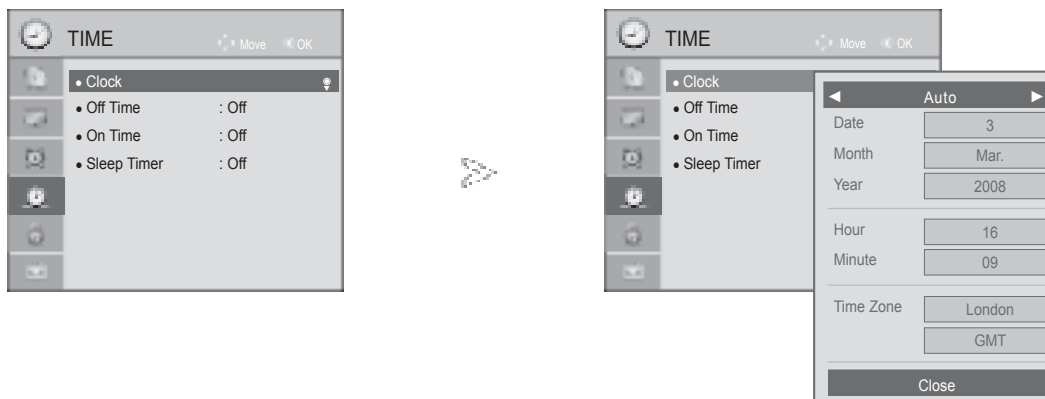 TIME
Move OK
• Clock
• Off Time : Off
• On Time : Off
• Sleep Timer : Off
TIME
Move OK
• Clock
• Off Time
• On Time
• Sleep Timer
◄ Auto ►
Date 3
Month Mar.
Year 2008
Hour 16
Minute 09
Time Zone London
GMT
Close